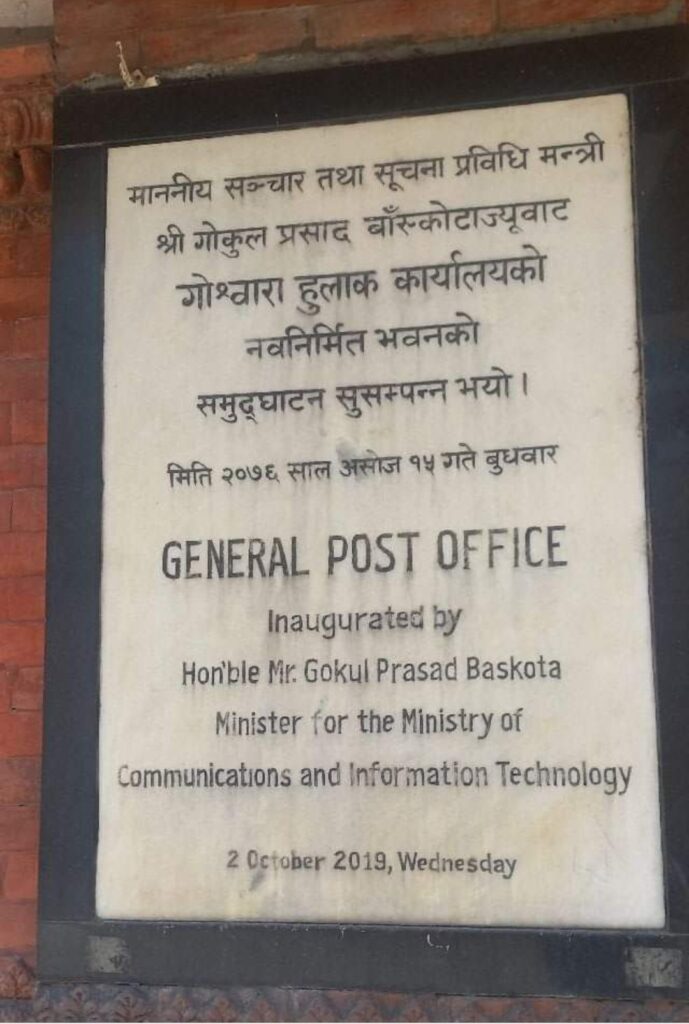 माननीय सञ्चार तथा सूचना प्रविधि मन्त्री
श्री गोकुल प्रसाद बाँस्कोटाज्यूवाट
गोश्वारा हुलाक कार्यालयको
नवनिर्मित भवनको
समुद्घाटन सुसम्पन्न भयो।
मिति २०७६ साल असोज १५ गते बुधवार
GENERAL POST OFFICE
Inaugurated by
Hon'ble Mr. Gokul Prasad Baskota
Minister for the Ministry of
Communications and Information Technology
2 October 2019, Wednesday